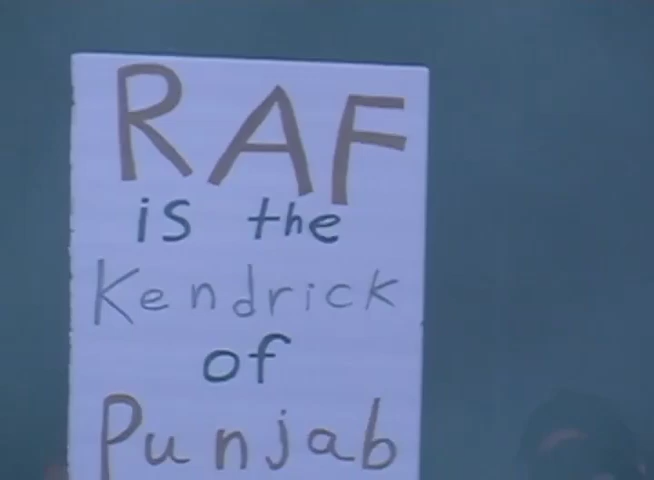 RAF
is the
Kendrick
of
Punjab